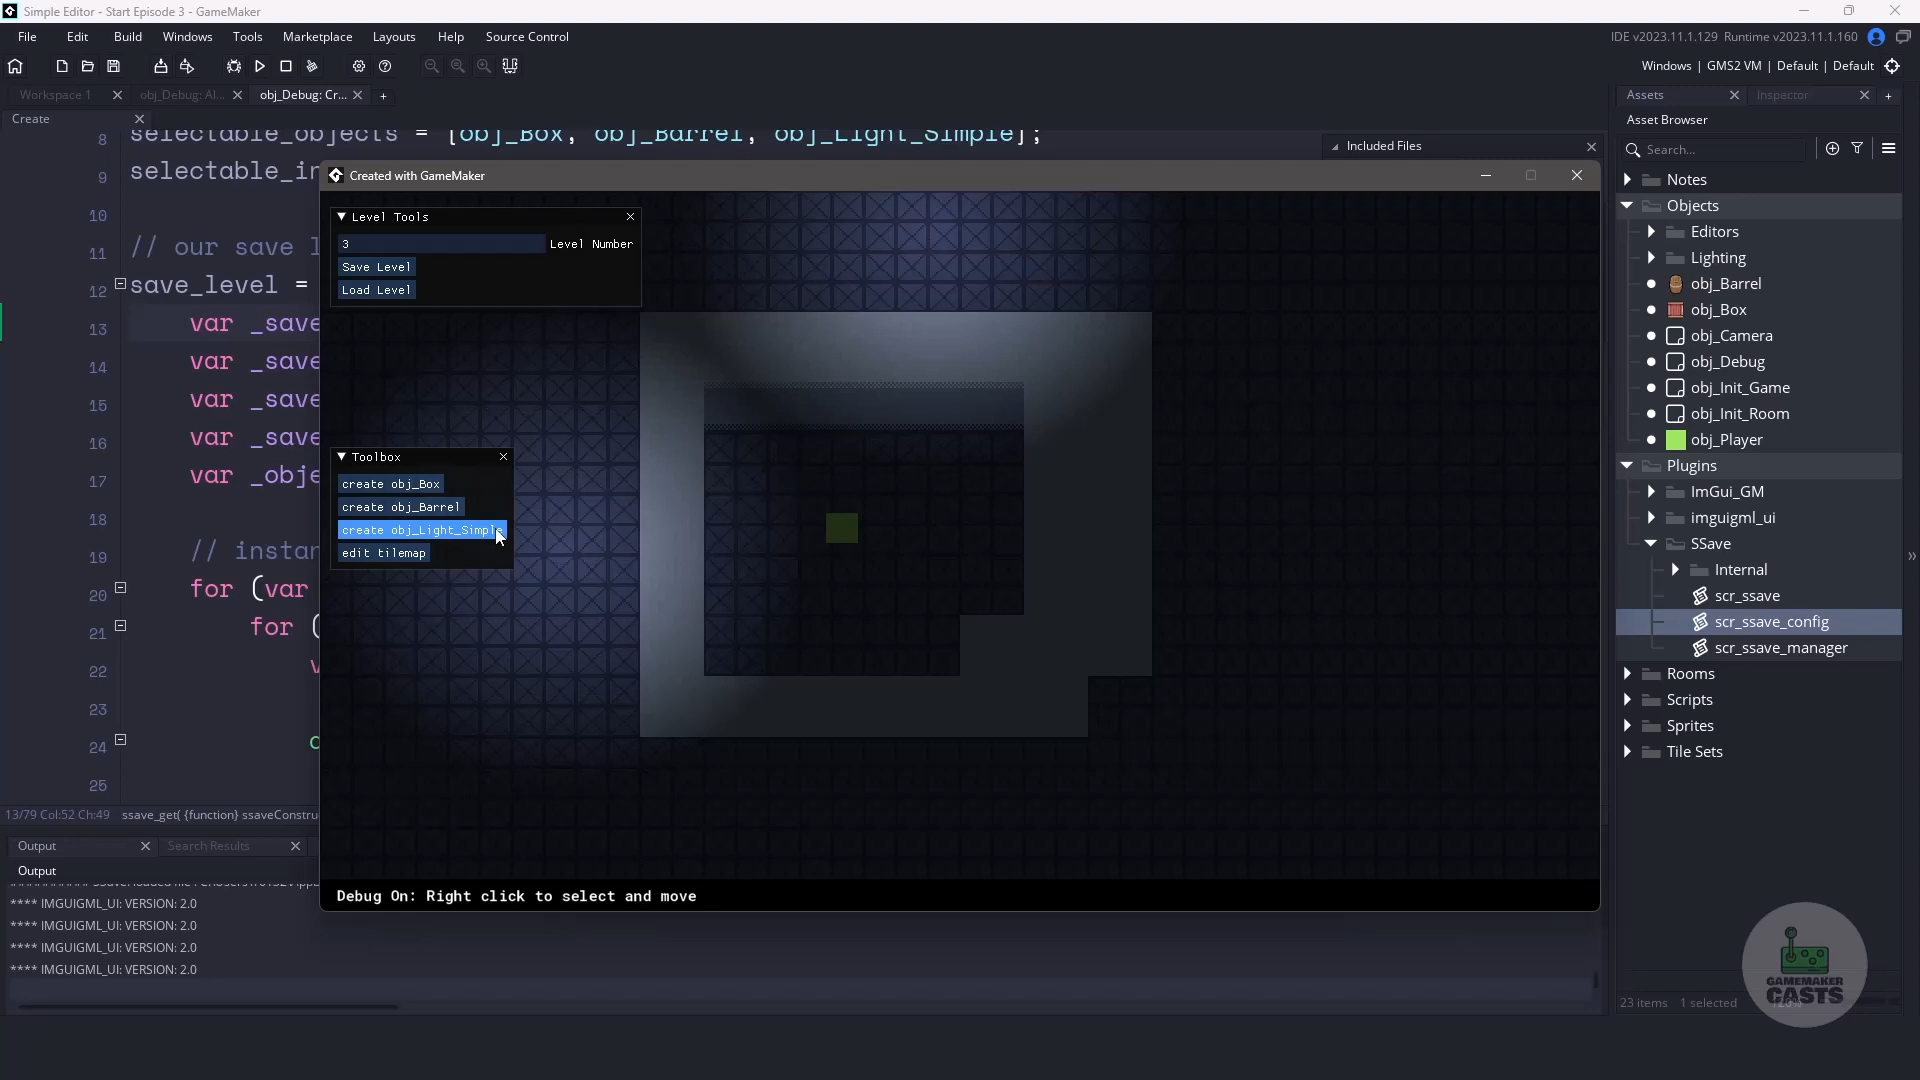 Simple Editor - Start Episode 3 - GameMaker
File Edit Build Windows Tools Marketplace Layouts Help Source Control
IDE v2023.11.1.129 Runtime v2023.11.1.160
Windows | GMS2 VM | Default | Default
Workspace 1
obj_Debug: Al...
obj_Debug: Cr...
Create
8 selectable_objects = [obj_Box, obj_Barrel, obj_Light_Simple];
9 selectable_in
10
11 // our save l
12 save_level =
13 var _save
14 var _save
15 var _save
16 var _save
17 var _obje
18
19 // instan
20 for (var
21 for (
22
23
24
25
Included Files
Created with GameMaker
Level Tools
3 Level Number
Save Level
Load Level
Toolbox
create obj_Box
create obj_Barrel
create obj_Light_Simple
edit tilemap
Debug On: Right click to select and move
13/79 Col:52 Ch:49 ssave_get( {function} ssaveConstru
Output
Search Results
Output
**** IMGUIGML_UI: VERSION: 2.0
**** IMGUIGML_UI: VERSION: 2.0
**** IMGUIGML_UI: VERSION: 2.0
**** IMGUIGML_UI: VERSION: 2.0
Assets
Inspector
Asset Browser
Search...
Notes
Objects
Editors
Lighting
obj_Barrel
obj_Box
obj_Camera
obj_Debug
obj_Init_Game
obj_Init_Room
obj_Player
Plugins
ImGui_GM
imguigml_ui
SSave
Internal
scr_ssave
scr_ssave_config
scr_ssave_manager
Rooms
Scripts
Sprites
Tile Sets
23 items 1 selected
GAMEMAKER
CASTS